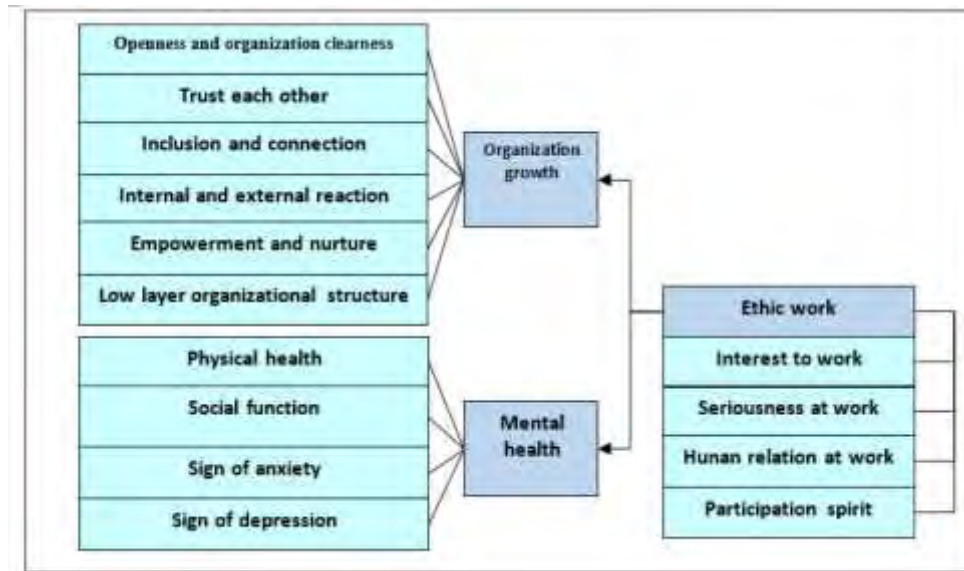 Openness and organization clearness
Trust each other
Inclusion and connection
Internal and external reaction
Empowerment and nurture
Low layer organizational structure
Organization
growth
Physical health
Social function
Sign of anxiety
Sign of depression
Mental
health
Ethic work
Interest to work
Seriousness at work
Hunan relation at work
Participation spirit